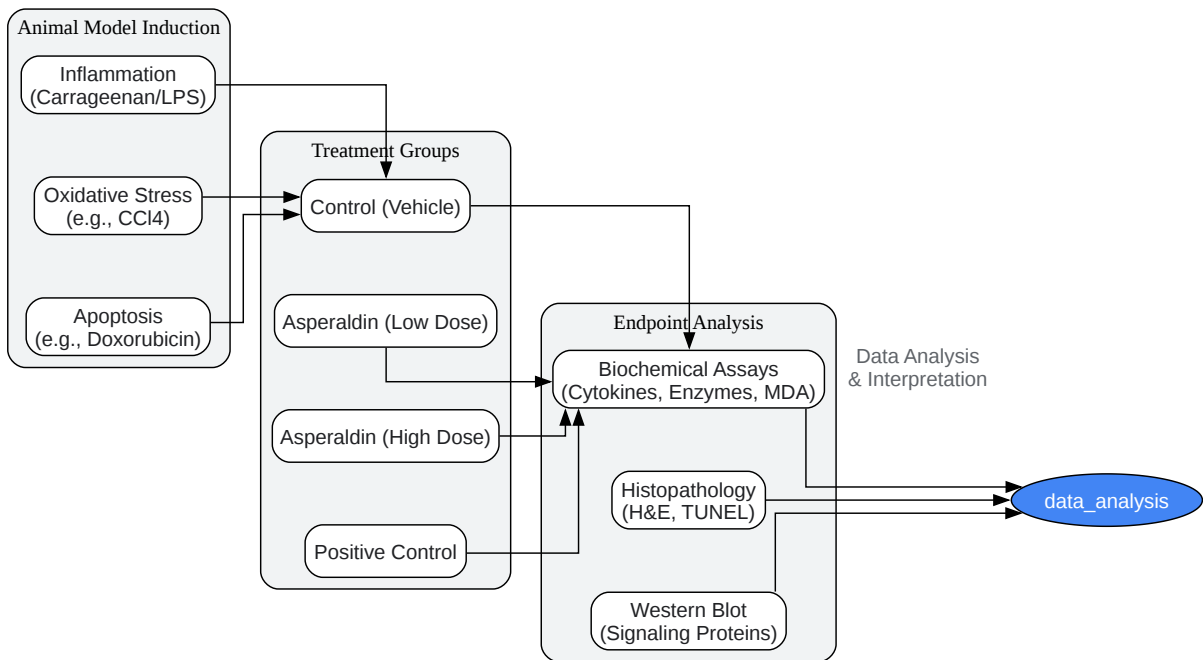 Animal Model Induction
Inflammation
(Carrageenan/LPS)
Oxidative Stress
(e.g., CCl4)
Apoptosis
(e.g., Doxorubicin)
Treatment Groups
Control (Vehicle)
Asperaldin (Low Dose)
Asperaldin (High Dose)
Positive Control
Endpoint Analysis
Biochemical Assays
(Cytokines, Enzymes, MDA)
Histopathology
(H&E, TUNEL)
Western Blot
(Signaling Proteins)
Data Analysis
& Interpretation
data_analysis